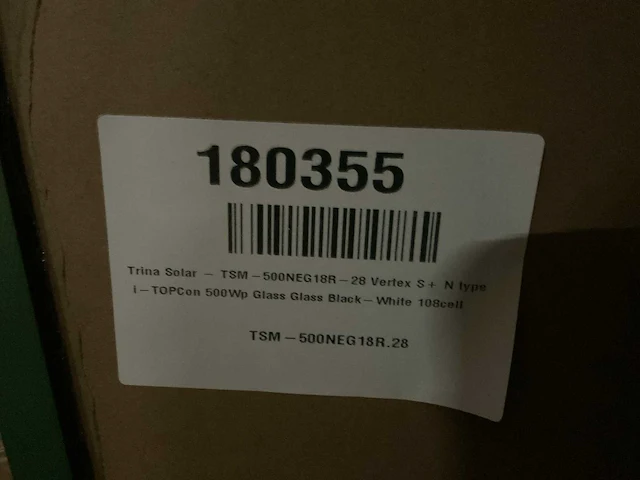 180355
Trina Solar – TSM – 500NEG18R – 28 Vertex S + N type
i – TOPCon 500Wp Glass Glass Black – White 108cell
TSM – 500NEG18R.28